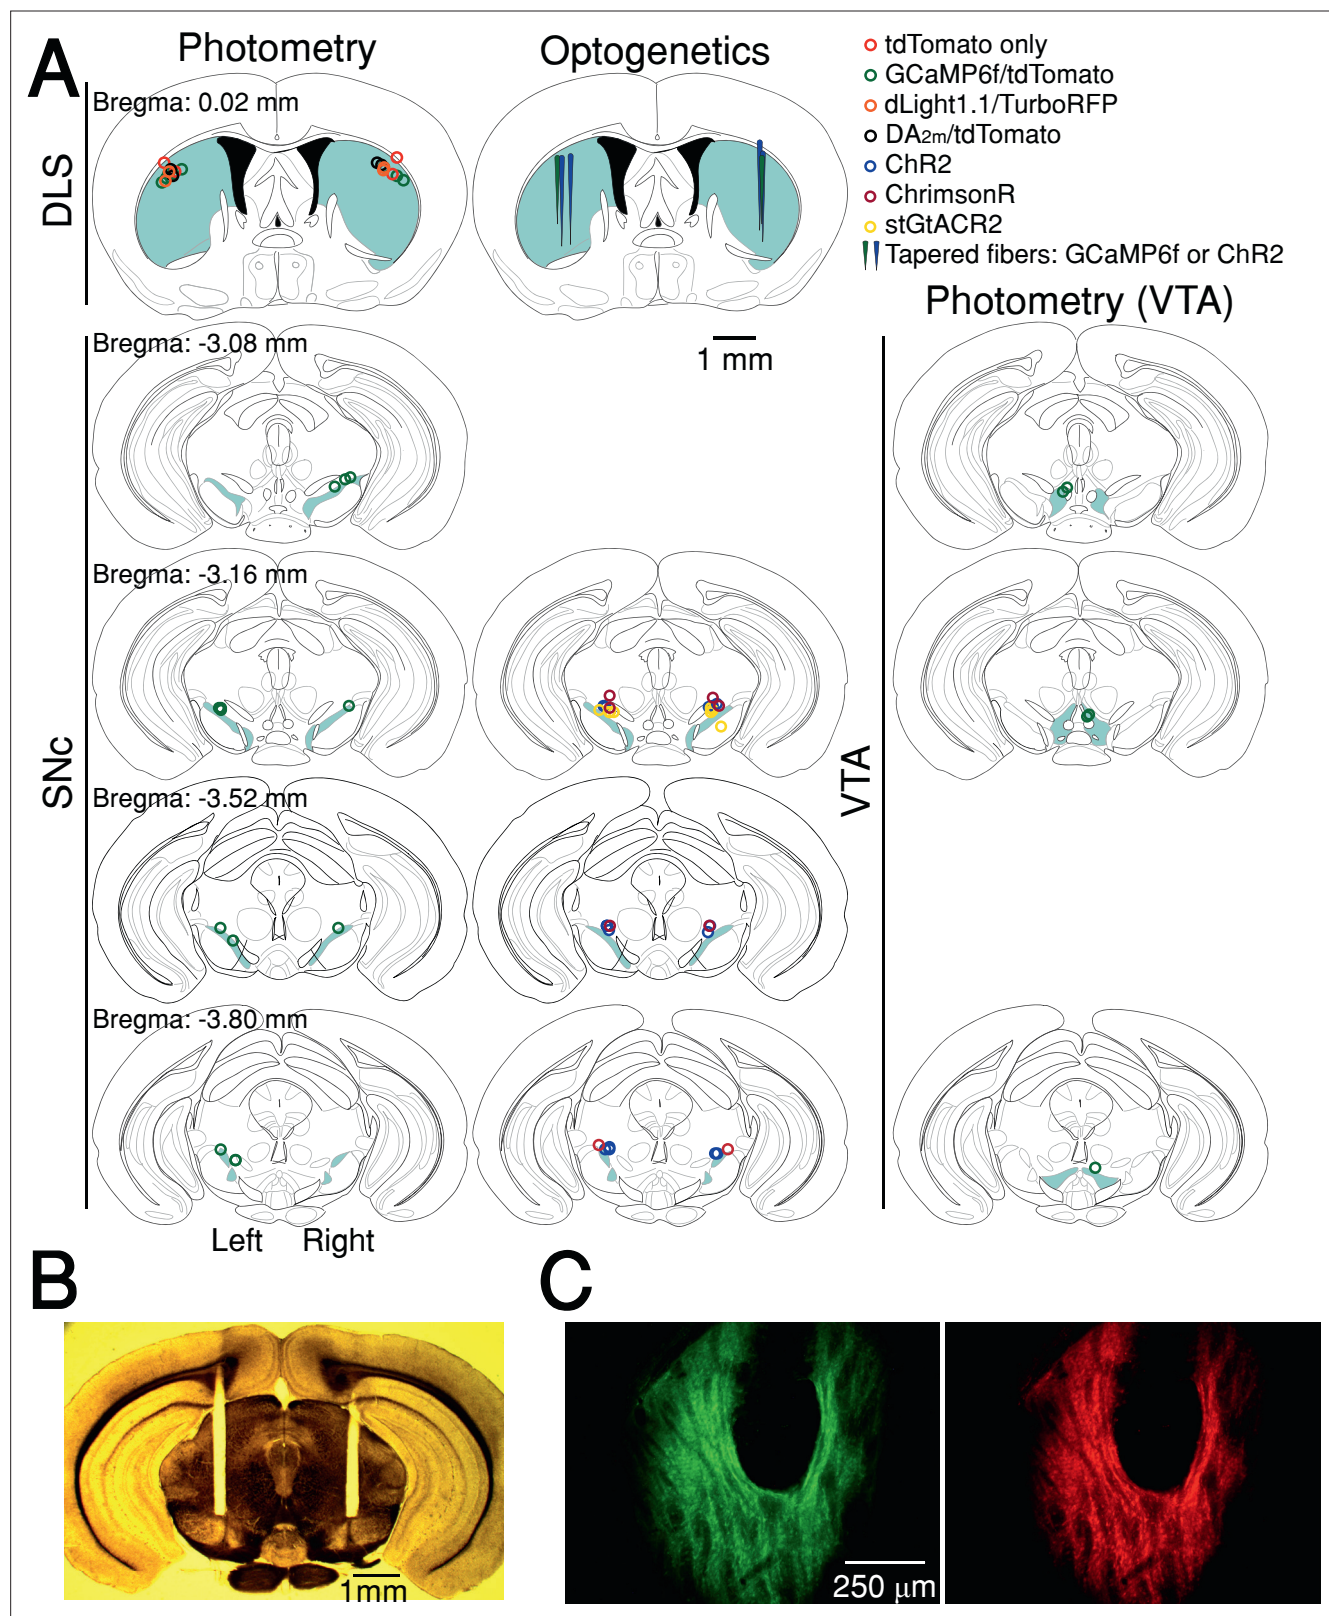 A
Photometry
Optogenetics
tdTomato only
GCaMP6f/tdTomato
dLight1.1/TurboRFP
DA2m/tdTomato
ChR2
ChrimsonR
stGtACR2
Tapered fibers: GCaMP6f or ChR2
Bregma: 0.02 mm
DLS
Photometry (VTA)
1 mm
Bregma: -3.08 mm
Bregma: -3.16 mm
SNc
VTA
Bregma: -3.52 mm
Bregma: -3.80 mm
Left Right
B
C
1mm
250 μm